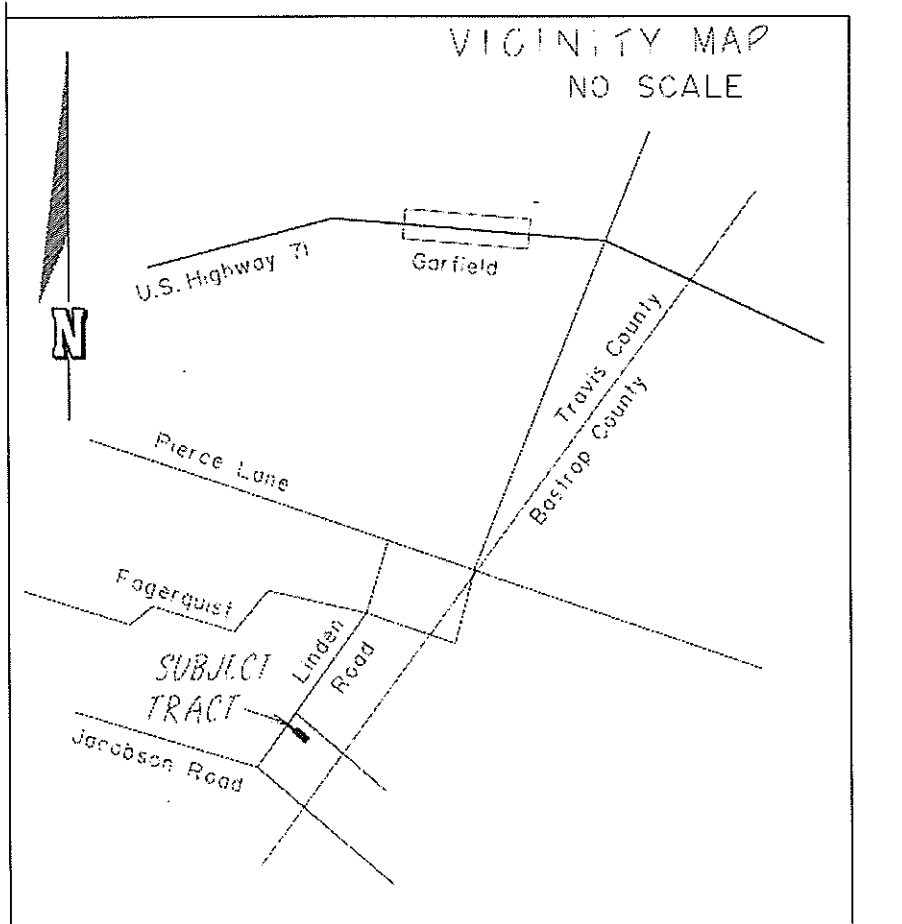 VICINITY MAP
NO SCALE
U.S. Highway 71
Garfield
N
Travis County
Bastrop County
Pierce Lane
Fagerquist
Linden
Road
SUBJECT
TRACT
Jacobson Road